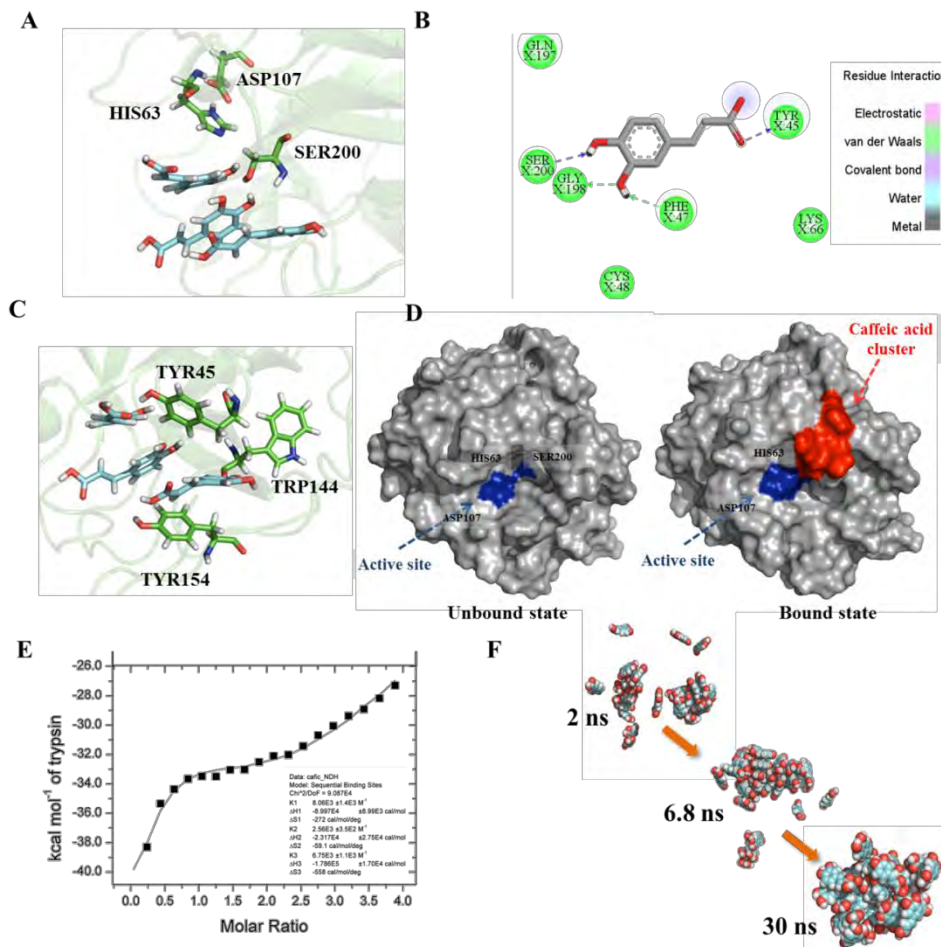 A
ASP107
HIS63
SER200
B
GLN
X:197
SER
X:200
GLY
X:198
PHE
X:47
CYS
X:48
TYR
X:45
LYS
X:66
Residue Interaction
Electrostatic
van der Waals
Covalent bond
Water
Metal
C
TYR45
TRP144
TYR154
D
HIS63
SER200
ASP107
Active site
Unbound state
Caffeic acid
cluster
HIS63
ASP107
Active site
Bound state
E
kcal mol⁻¹ of trypsin
-26.0
-28.0
-30.0
-32.0
-34.0
-36.0
-38.0
-40.0
0.0 0.5 1.0 1.5 2.0 2.5 3.0 3.5 4.0
Molar Ratio
Data: cafic_NDH
Model: Sequential Binding Sites
Chi^2/DoF = 9.087E4
K1 8.06E3 ±1.4E3 M⁻¹
ΔH1 -8.997E4 ±8.99E3 cal/mol
ΔS1 -272 cal/mol/deg
K2 2.56E3 ±3.5E2 M⁻¹
ΔH2 -2.317E4 ±2.75E4 cal/mol
ΔS2 -59.1 cal/mol/deg
K3 6.75E3 ±1.1E3 M⁻¹
ΔH3 -1.786E5 ±1.70E4 cal/mol
ΔS3 -558 cal/mol/deg
F
2 ns
6.8 ns
30 ns